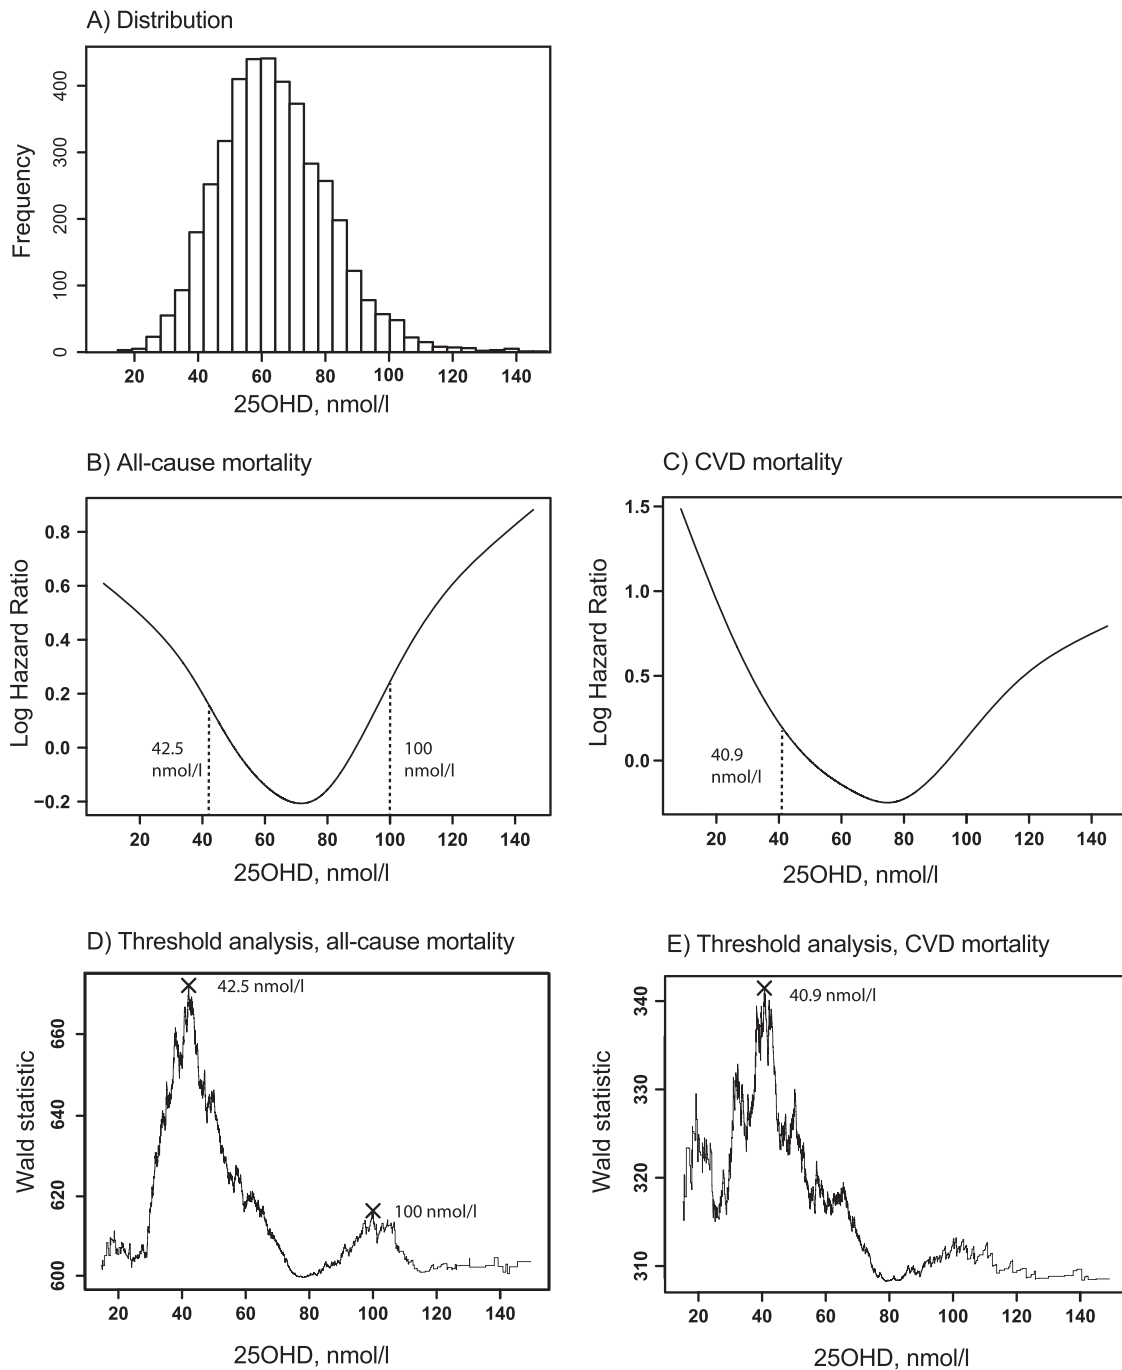 A) Distribution
Frequency
400
300
200
100
0
20 40 60 80 100 120 140
25OHD, nmol/l
B) All-cause mortality
Log Hazard Ratio
0.8
0.6
0.4
0.2
0.0
−0.2
42.5
nmol/l
100
nmol/l
20 40 60 80 100 120 140
25OHD, nmol/l
C) CVD mortality
Log Hazard Ratio
1.5
1.0
0.5
0.0
40.9
nmol/l
20 40 60 80 100 120 140
25OHD, nmol/l
D) Threshold analysis, all-cause mortality
Wald statistic
660
640
620
600
42.5 nmol/l
100 nmol/l
20 40 60 80 100 120 140
25OHD, nmol/l
E) Threshold analysis, CVD mortality
Wald statistic
340
330
320
310
40.9 nmol/l
20 40 60 80 100 120 140
25OHD, nmol/l